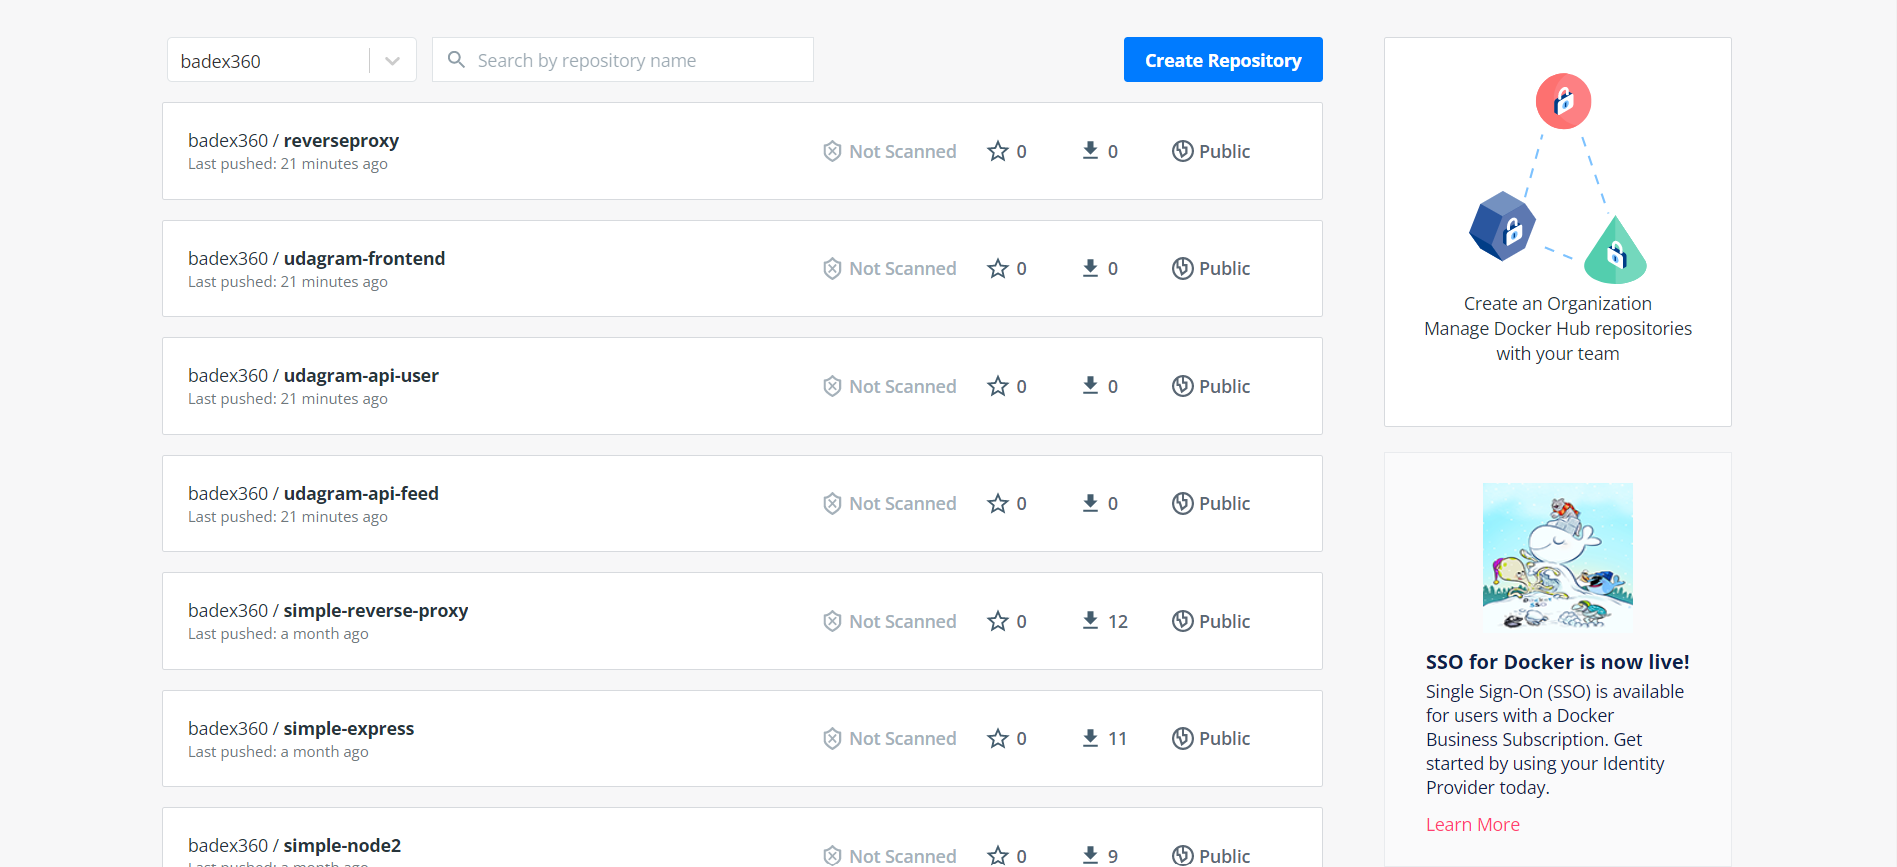 badex360
Search by repository name
Create Repository
badex360 / reverseproxy
Last pushed: 21 minutes ago
Not Scanned
0
0
Public
badex360 / udagram-frontend
Last pushed: 21 minutes ago
Not Scanned
0
0
Public
badex360 / udagram-api-user
Last pushed: 21 minutes ago
Not Scanned
0
0
Public
badex360 / udagram-api-feed
Last pushed: 21 minutes ago
Not Scanned
0
0
Public
badex360 / simple-reverse-proxy
Last pushed: a month ago
Not Scanned
0
12
Public
badex360 / simple-express
Last pushed: a month ago
Not Scanned
0
11
Public
badex360 / simple-node2
Last pushed: a month ago
Not Scanned
0
9
Public
Create an Organization
Manage Docker Hub repositories
with your team
SSO for Docker is now live!
Single Sign-On (SSO) is available
for users with a Docker
Business Subscription. Get
started by using your Identity
Provider today.
Learn More